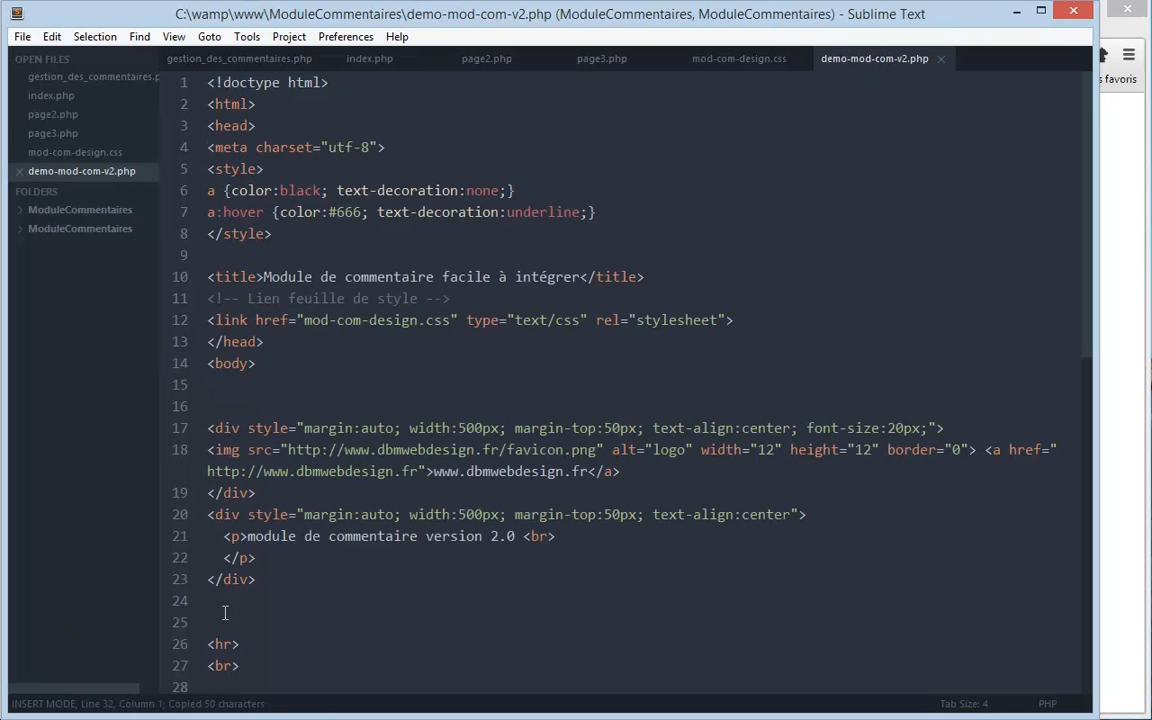 C:\wamp\www\ModuleCommentaires\demo-mod-com-v2.php (ModuleCommentaires, ModuleCommentaires) - Sublime Text
File Edit Selection Find View Goto Tools Project Preferences Help
OPEN FILES
gestion_des_commentaires.p
index.php
page2.php
page3.php
mod-com-design.css
demo-mod-com-v2.php
FOLDERS
ModuleCommentaires
ModuleCommentaires
gestion_des_commentaires.php index.php page2.php page3.php mod-com-design.css demo-mod-com-v2.php
s favoris
1 <!doctype html>
2 <html>
3 <head>
4 <meta charset="utf-8">
5 <style>
6 a {color:black; text-decoration:none;}
7 a:hover {color:#666; text-decoration:underline;}
8 </style>
9
10 <title>Module de commentaire facile à intégrer</title>
11 <!-- Lien feuille de style -->
12 <link href="mod-com-design.css" type="text/css" rel="stylesheet">
13 </head>
14 <body>
15
16
17 <div style="margin:auto; width:500px; margin-top:50px; text-align:center; font-size:20px;">
18 <img src="http://www.dbmwebdesign.fr/favicon.png" alt="logo" width="12" height="12" border="0"> <a href="
http://www.dbmwebdesign.fr">www.dbmwebdesign.fr</a>
19 </div>
20 <div style="margin:auto; width:500px; margin-top:50px; text-align:center">
21 <p>module de commentaire version 2.0 <br>
22 </p>
23 </div>
24
25
26 <hr>
27 <br>
28
INSERT MODE, Line 32, Column 1; Copied 50 characters
Tab Size: 4 PHP